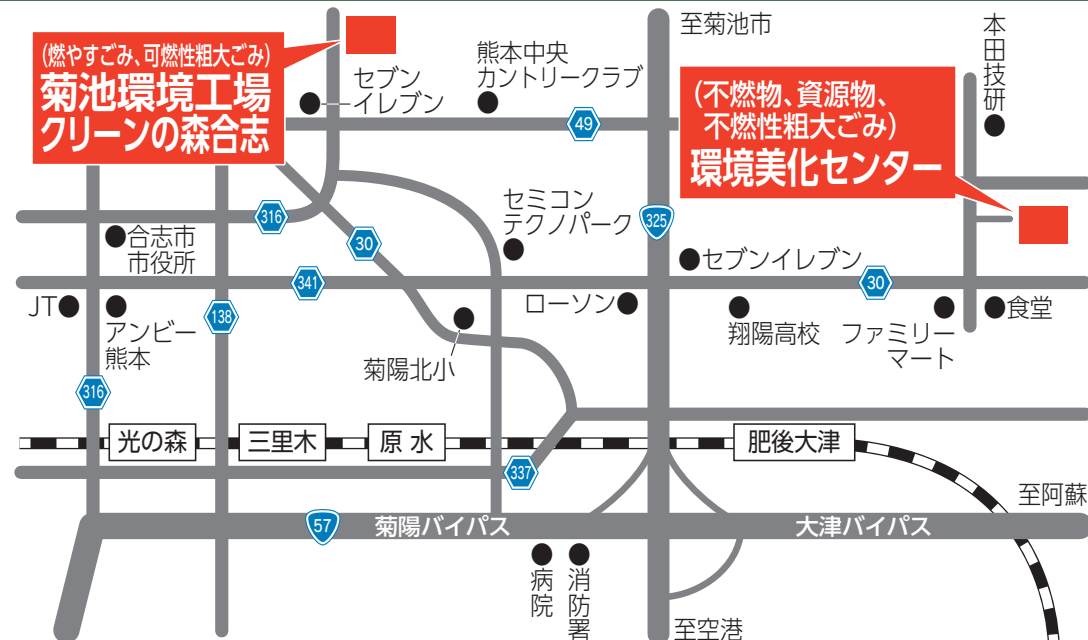 (燃やすごみ、可燃性粗大ごみ)
菊池環境工場
クリーンの森合志
セブン
イレブン
熊本中央
カントリークラブ
至菊池市
本田技研
(不燃物、資源物、
不燃性粗大ごみ)
環境美化センター
49
316
30
合志市
市役所
セミコン
テクノパーク
325
セブンイレブン
341
30
JT
アンビー
熊本
138
ローソン
翔陽高校
ファミリー
マート
食堂
菊陽北小
316
光の森
三里木
原水
肥後大津
337
至阿蘇
57
菊陽バイパス
大津バイパス
病院
消防署
至空港